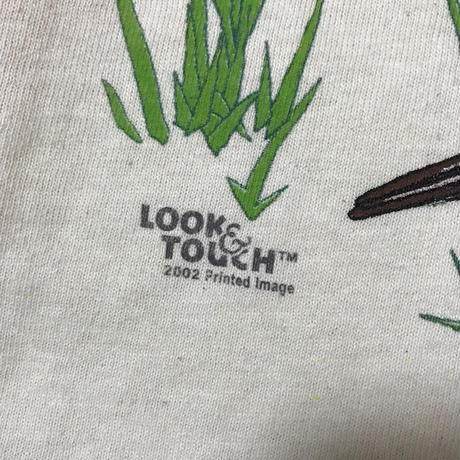 LOOK &
TOUCH™
2002 Printed Image